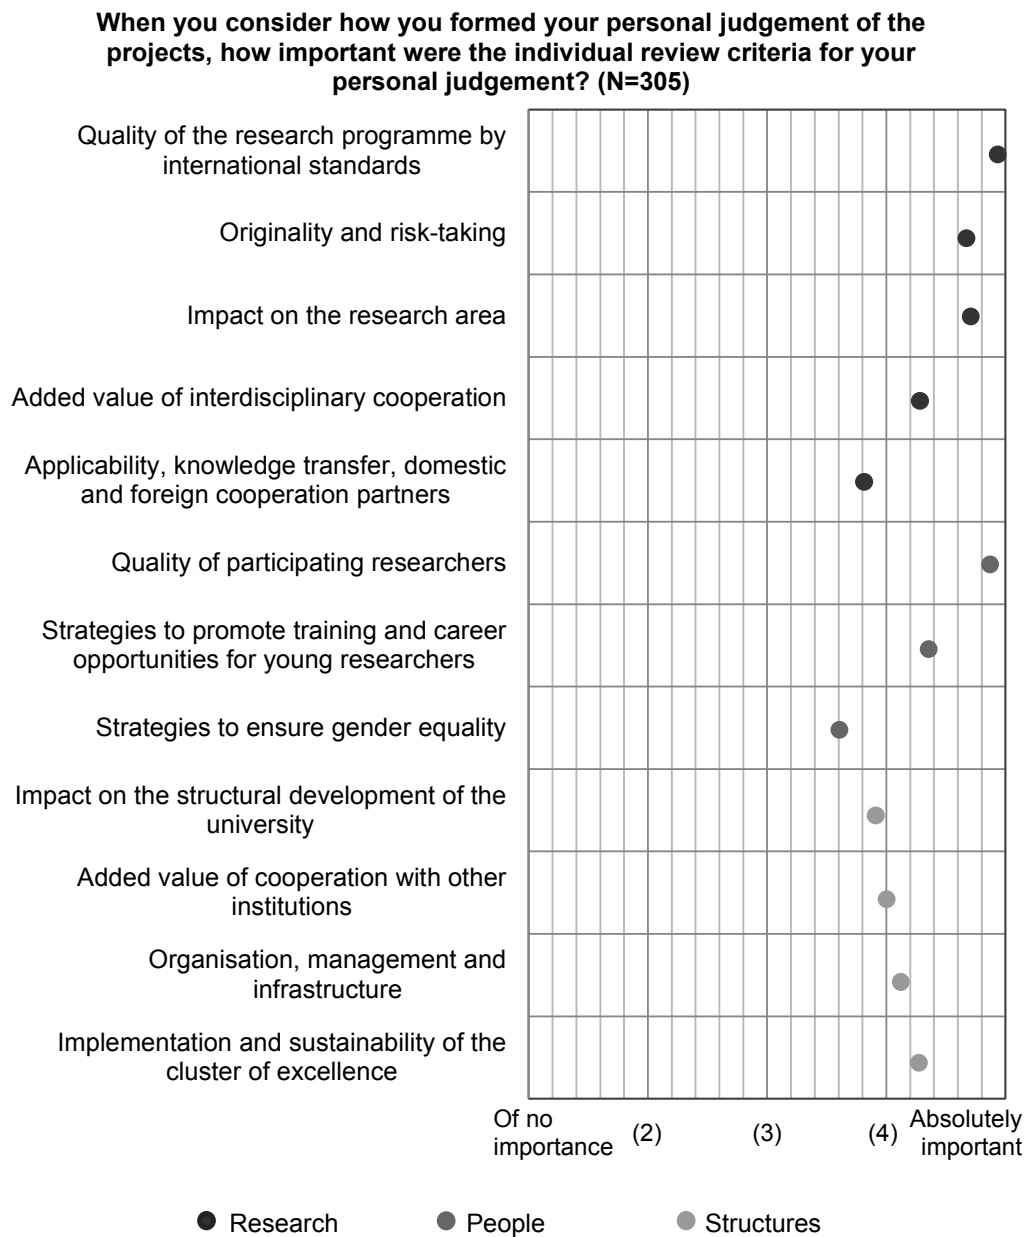 When you consider how you formed your personal judgement of the
projects, how important were the individual review criteria for your
personal judgement? (N=305)
Quality of the research programme by
international standards
Originality and risk-taking
Impact on the research area
Added value of interdisciplinary cooperation
Applicability, knowledge transfer, domestic
and foreign cooperation partners
Quality of participating researchers
Strategies to promote training and career
opportunities for young researchers
Strategies to ensure gender equality
Impact on the structural development of the
university
Added value of cooperation with other
institutions
Organisation, management and
infrastructure
Implementation and sustainability of the
cluster of excellence
Of no
importance
(2)
(3)
(4)
Absolutely
important
Research
People
Structures